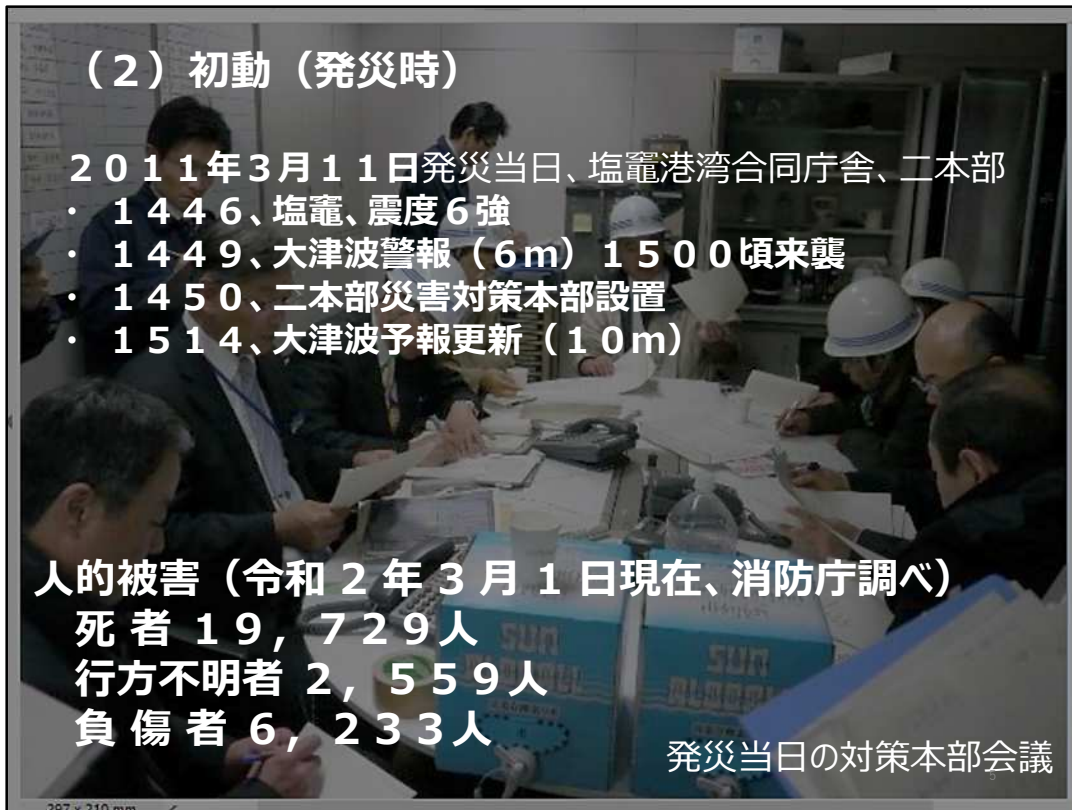 （２）初動（発災時）
２０１１年３月１１日発災当日、塩竈港湾合同庁舎、二本部
・ １４４６、塩竈、震度６強
・ １４４９、大津波警報（６ｍ）１５００頃来襲
・ １４５０、二本部災害対策本部設置
・ １５１４、大津波予報更新（１０ｍ）
人的被害（令和 2 年 3 月 1 日現在、消防庁調べ）
死 者 １９，７２９人
行方不明者 ２，５５９人
負 傷 者 ６，２３３人
発災当日の対策本部会議
5
297 x 210 mm